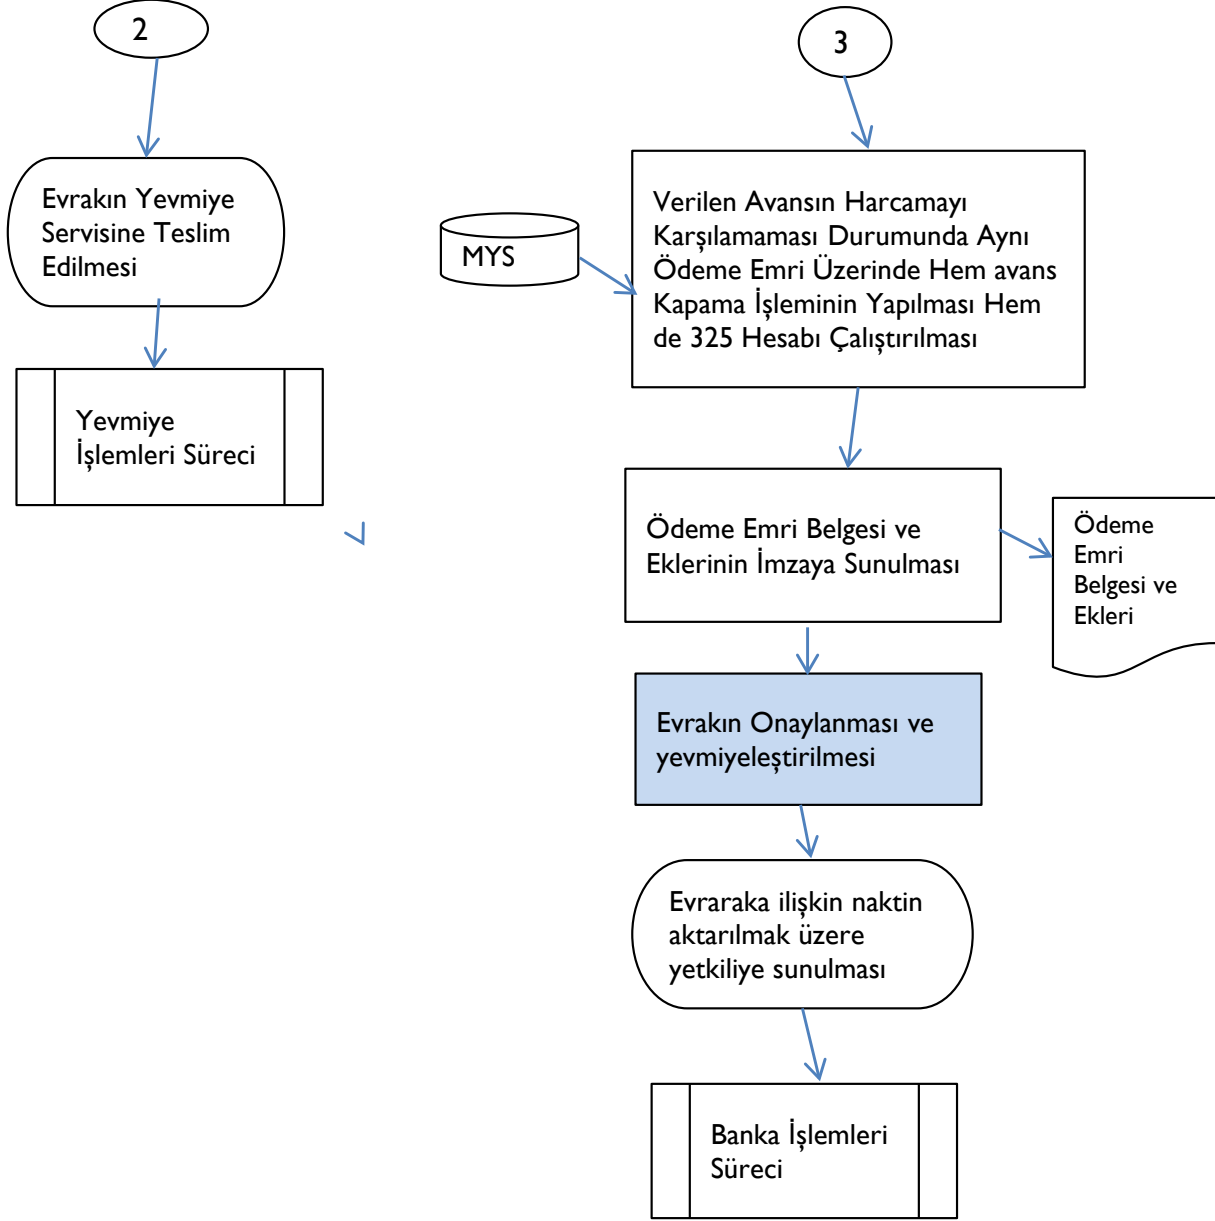 2
Evrakın Yevmiye
Servisine Teslim
Edilmesi
Yevmiye
İşlemleri Süreci
3
MYS
Verilen Avansın Harcamayı
Karşılamaması Durumunda Aynı
Ödeme Emri Üzerinde Hem avans
Kapama İşleminin Yapılması Hem
de 325 Hesabı Çalıştırılması
Ödeme Emri Belgesi ve
Eklerinin İmzaya Sunulması
Ödeme
Emri
Belgesi ve
Ekleri
Evrakın Onaylanması ve
yevmiyeleştirilmesi
Evraraka ilişkin naktin
aktarılmak üzere
yetkiliye sunulması
Banka İşlemleri
Süreci